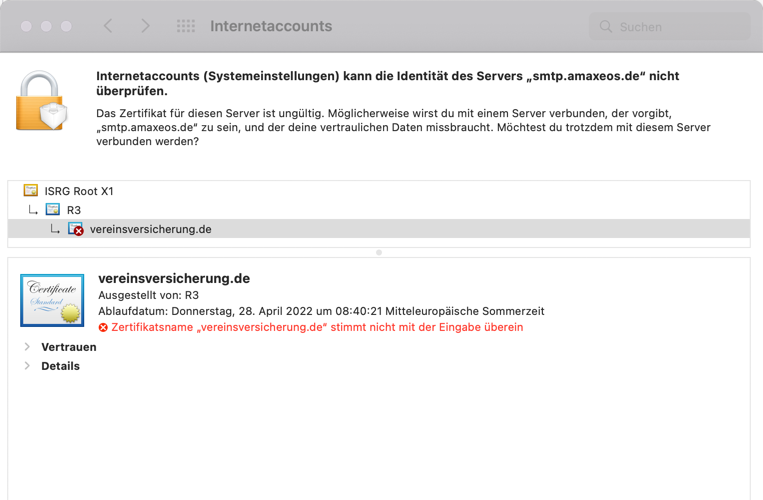 Internetaccounts
Suchen
Internetaccounts (Systemeinstellungen) kann die Identität des Servers „smtp.amaxeos.de“ nicht
überprüfen.
Das Zertifikat für diesen Server ist ungültig. Möglicherweise wirst du mit einem Server verbunden, der vorgibt,
„smtp.amaxeos.de“ zu sein, und der deine vertraulichen Daten missbraucht. Möchtest du trotzdem mit diesem Server
verbunden werden?
ISRG Root X1
R3
vereinsversicherung.de
Certificate
Standard
vereinsversicherung.de
Ausgestellt von: R3
Ablaufdatum: Donnerstag, 28. April 2022 um 08:40:21 Mitteleuropäische Sommerzeit
Zertifikatsname „vereinsversicherung.de“ stimmt nicht mit der Eingabe überein
Vertrauen
Details